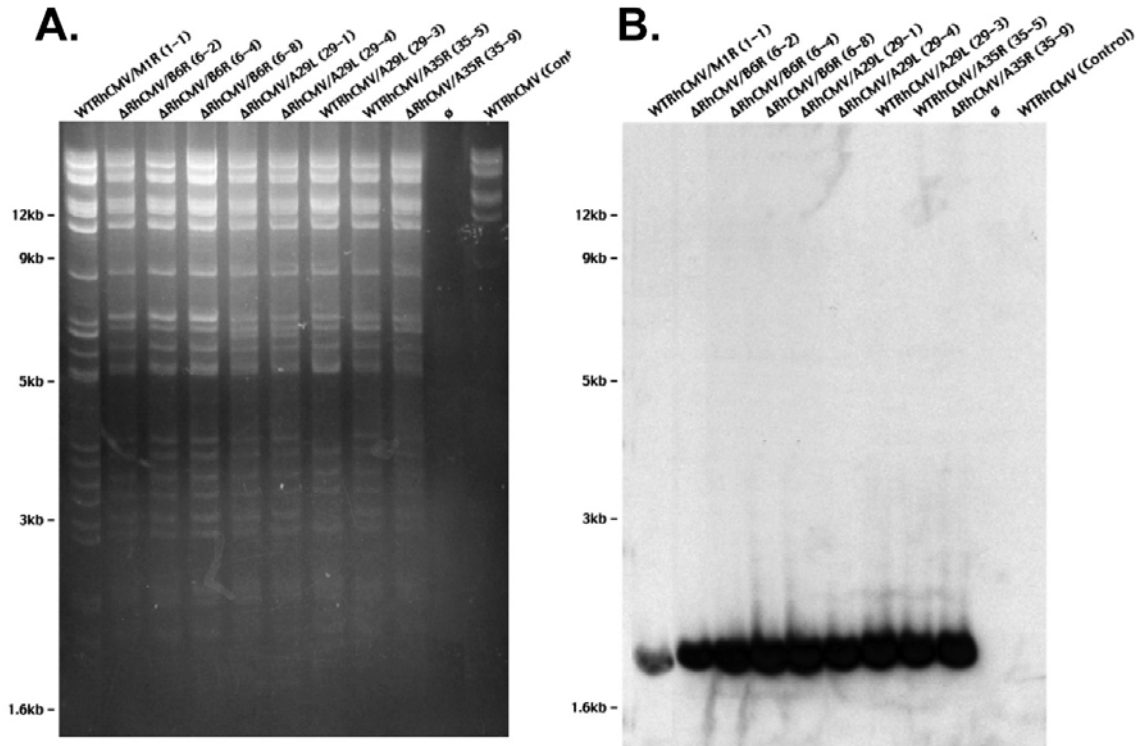 A.
WTRhCMV/M1R (1-1)
ΔRhCMV/B6R (6-2)
ΔRhCMV/B6R (6-4)
ΔRhCMV/B6R (6-8)
ΔRhCMV/A29L (29-1)
ΔRhCMV/A29L (29-4)
WTRhCMV/A29L (29-3)
WTRhCMV/A35R (35-5)
ΔRhCMV/A35R (35-9)
ø
WTRhCMV (Cont
12kb
9kb
5kb
3kb
1.6kb
B.
WTRhCMV/M1R (1-1)
ΔRhCMV/B6R (6-2)
ΔRhCMV/B6R (6-4)
ΔRhCMV/B6R (6-8)
ΔRhCMV/A29L (29-1)
ΔRhCMV/A29L (29-4)
WTRhCMV/A29L (29-3)
WTRhCMV/A35R (35-5)
ΔRhCMV/A35R (35-9)
ø
WTRhCMV (Control)
12kb
9kb
5kb
3kb
1.6kb